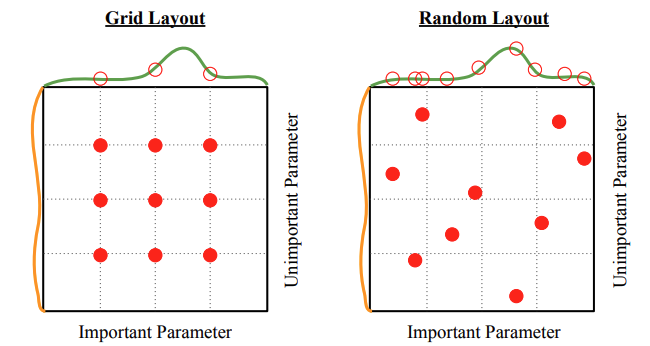 Grid Layout
Unimportant Parameter
Important Parameter
Random Layout
Unimportant Parameter
Important Parameter